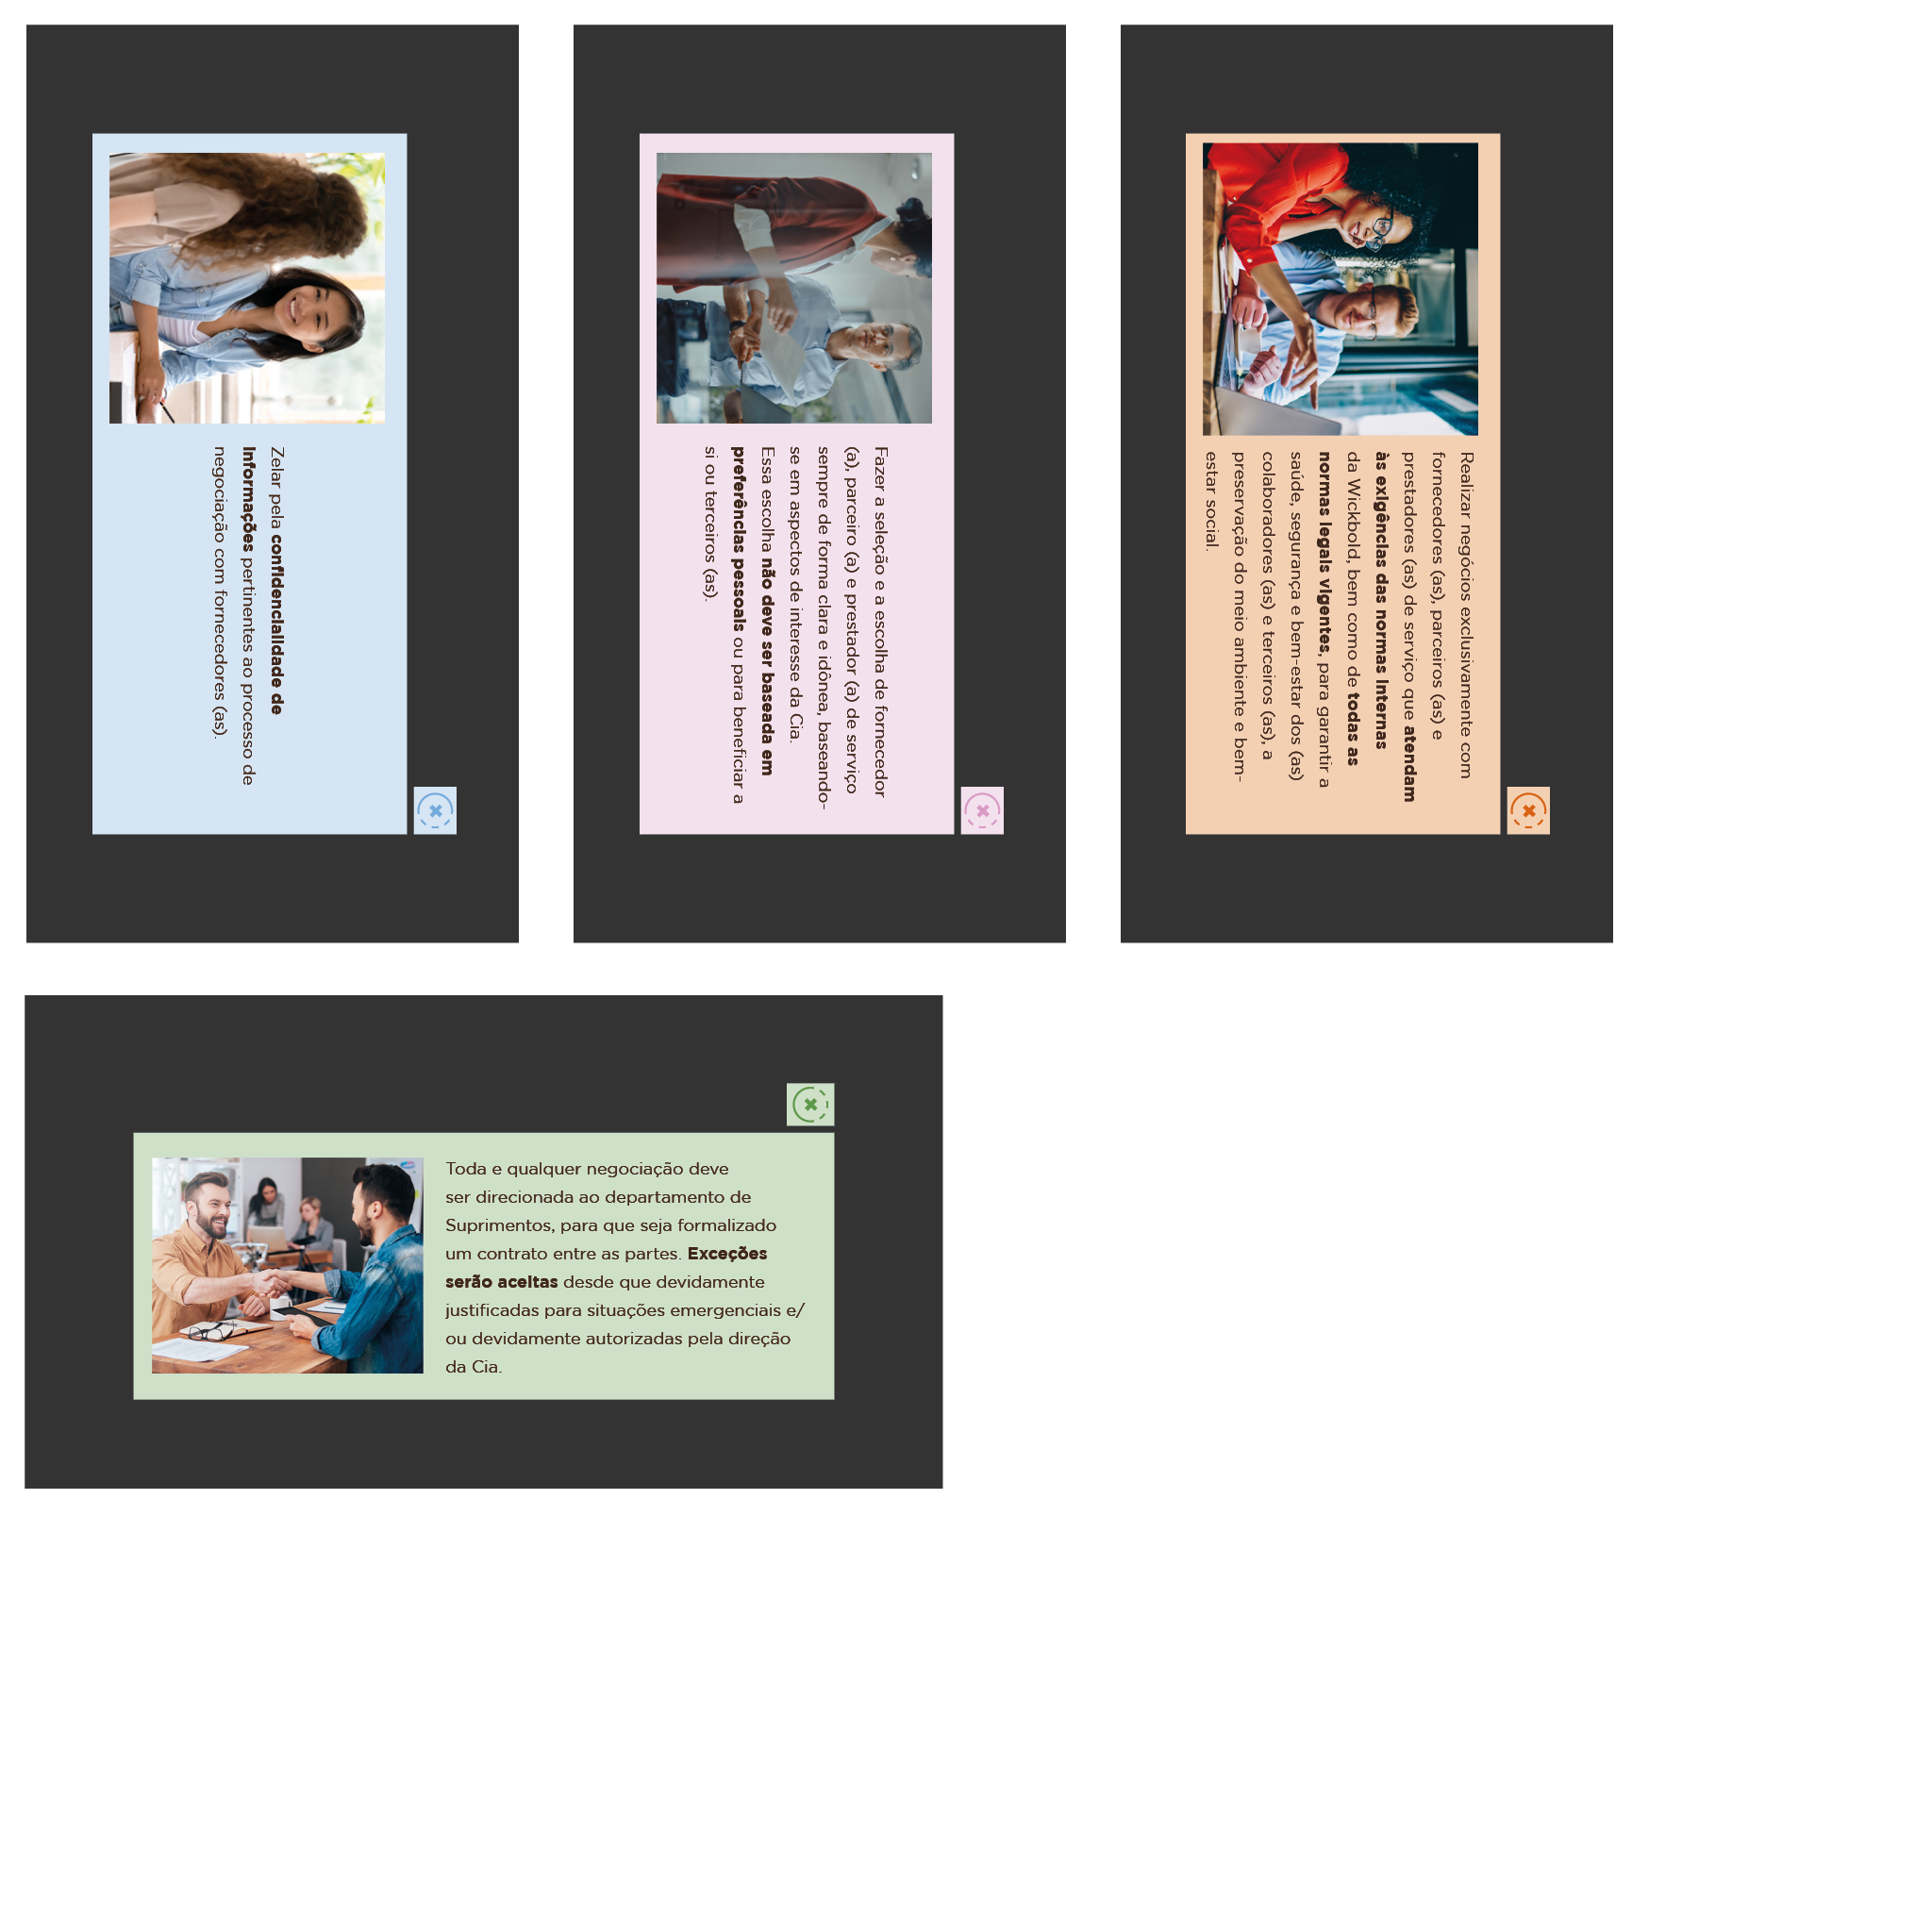 Zelar pela confidencialidade de
informações pertinentes ao processo de
negociação com fornecedores (as).
Fazer a seleção e a escolha de fornecedor
(a), parceiro (a) e prestador (a) de serviço
sempre de forma clara e idônea, baseando-
se em aspectos de interesse da Cia.
Essa escolha não deve ser baseada em
preferências pessoais ou para beneficiar a
si ou terceiros (as).
Realizar negócios exclusivamente com
fornecedores (as), parceiros (as) e
prestadores (as) de serviço que atendam
às exigências das normas internas
da Wickbold, bem como de todas as
normas legais vigentes, para garantir a
saúde, segurança e bem-estar dos (as)
colaboradores (as) e terceiros (as), a
preservação do meio ambiente e bem-
estar social.
Toda e qualquer negociação deve
ser direcionada ao departamento de
Suprimentos, para que seja formalizado
um contrato entre as partes. Exceções
serão aceitas desde que devidamente
justificadas para situações emergenciais e/
ou devidamente autorizadas pela direção
da Cia.